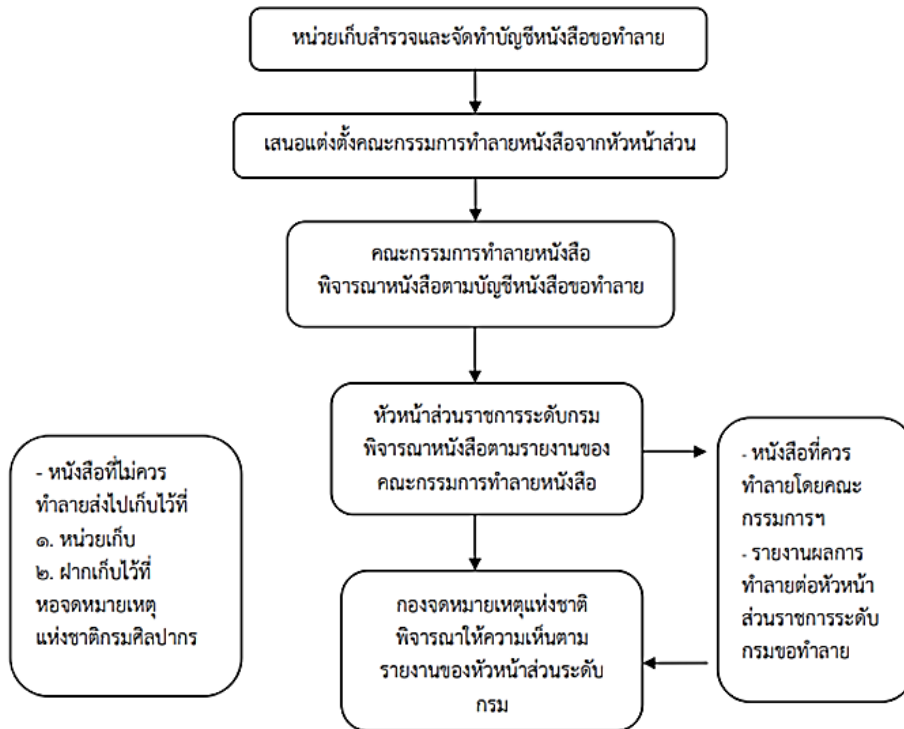 หน่วยเก็บสำรวจและจัดทำบัญชีหนังสือขอทำลาย
เสนอแต่งตั้งคณะกรรมการทำลายหนังสือจากหัวหน้าส่วน
คณะกรรมการทำลายหนังสือ
พิจารณาหนังสือตามบัญชีหนังสือขอทำลาย
หัวหน้าส่วนราชการระดับกรม
พิจารณาหนังสือตามรายงานของ
คณะกรรมการทำลายหนังสือ
- หนังสือที่ไม่ควร
ทำลายส่งไปเก็บไว้ที่
๑. หน่วยเก็บ
๒. ฝากเก็บไว้ที่
หอจดหมายเหตุ
แห่งชาติกรมศิลปากร
- หนังสือที่ควร
ทำลายโดยคณะ
กรรมการฯ
- รายงานผลการ
ทำลายต่อหัวหน้า
ส่วนราชการระดับ
กรมขอทำลาย
กองจดหมายเหตุแห่งชาติ
พิจารณาให้ความเห็นตาม
รายงานของหัวหน้าส่วนระดับ
กรม